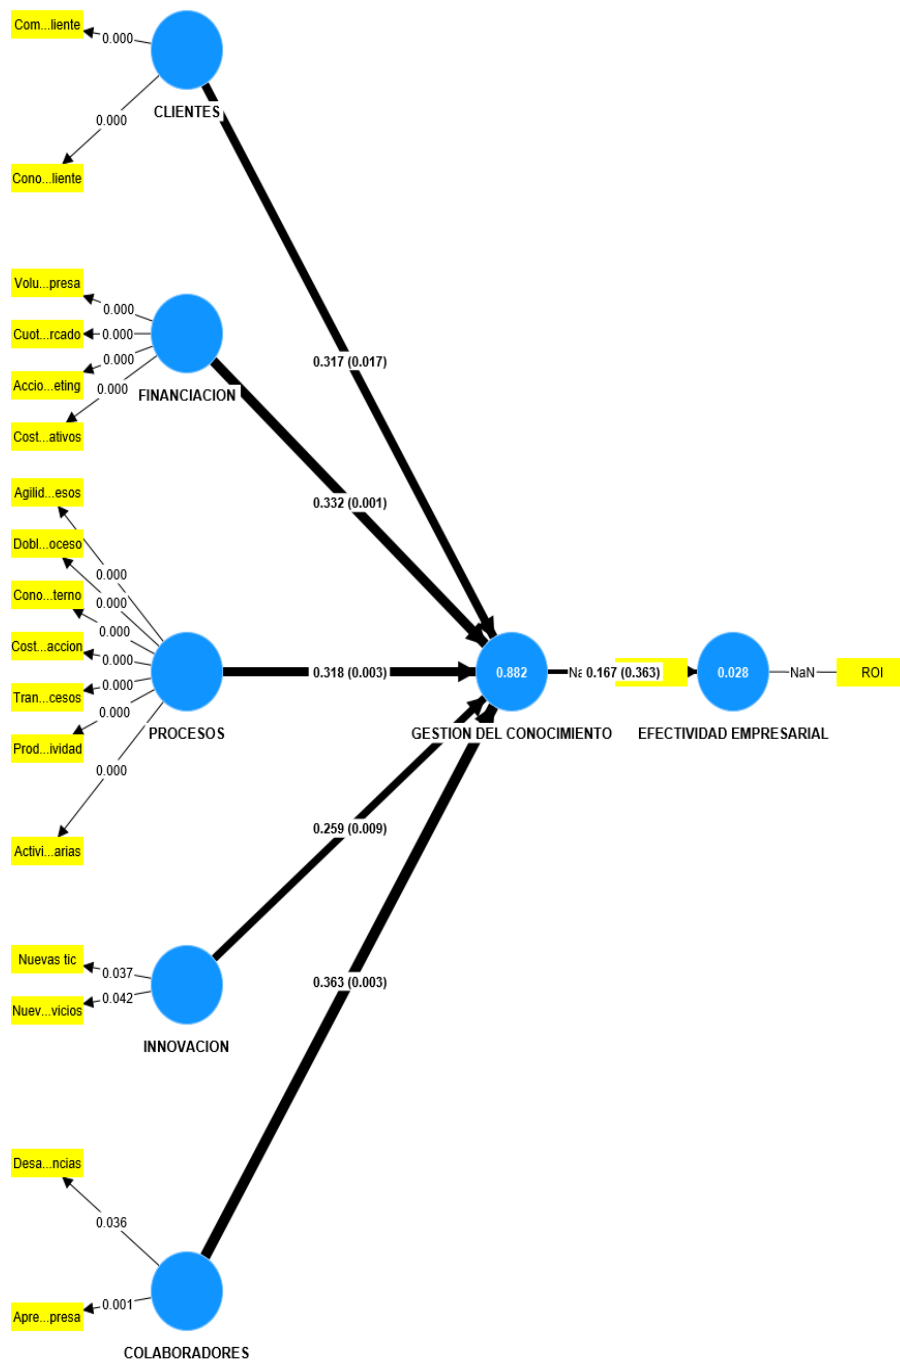 Com...liente
0.000
CLIENTES
0.000
Cono...liente
Volu...presa
0.000
Cuot...rcado
0.000
0.000
Accio...eting
0.000
FINANCIACION
Cost...ativos
0.317 (0.017)
0.332 (0.001)
Agilid...esos
Dobl...oceso
0.000
Cono...terno
0.000
0.000
Cost...accion
0.000
Tran...cesos
0.000
0.000
Prod...ividad
PROCESOS
0.000
Activi...arias
0.318 (0.003)
0.882
0.167 (0.363)
0.028
NaN
ROI
GESTION DEL CONOCIMIENTO
EFECTIVIDAD EMPRESARIAL
0.259 (0.009)
Nuevas tic
0.037
0.042
Nuev...vicios
INNOVACION
0.363 (0.003)
Desa...ncias
0.036
0.001
Apre...presa
COLABORADORES